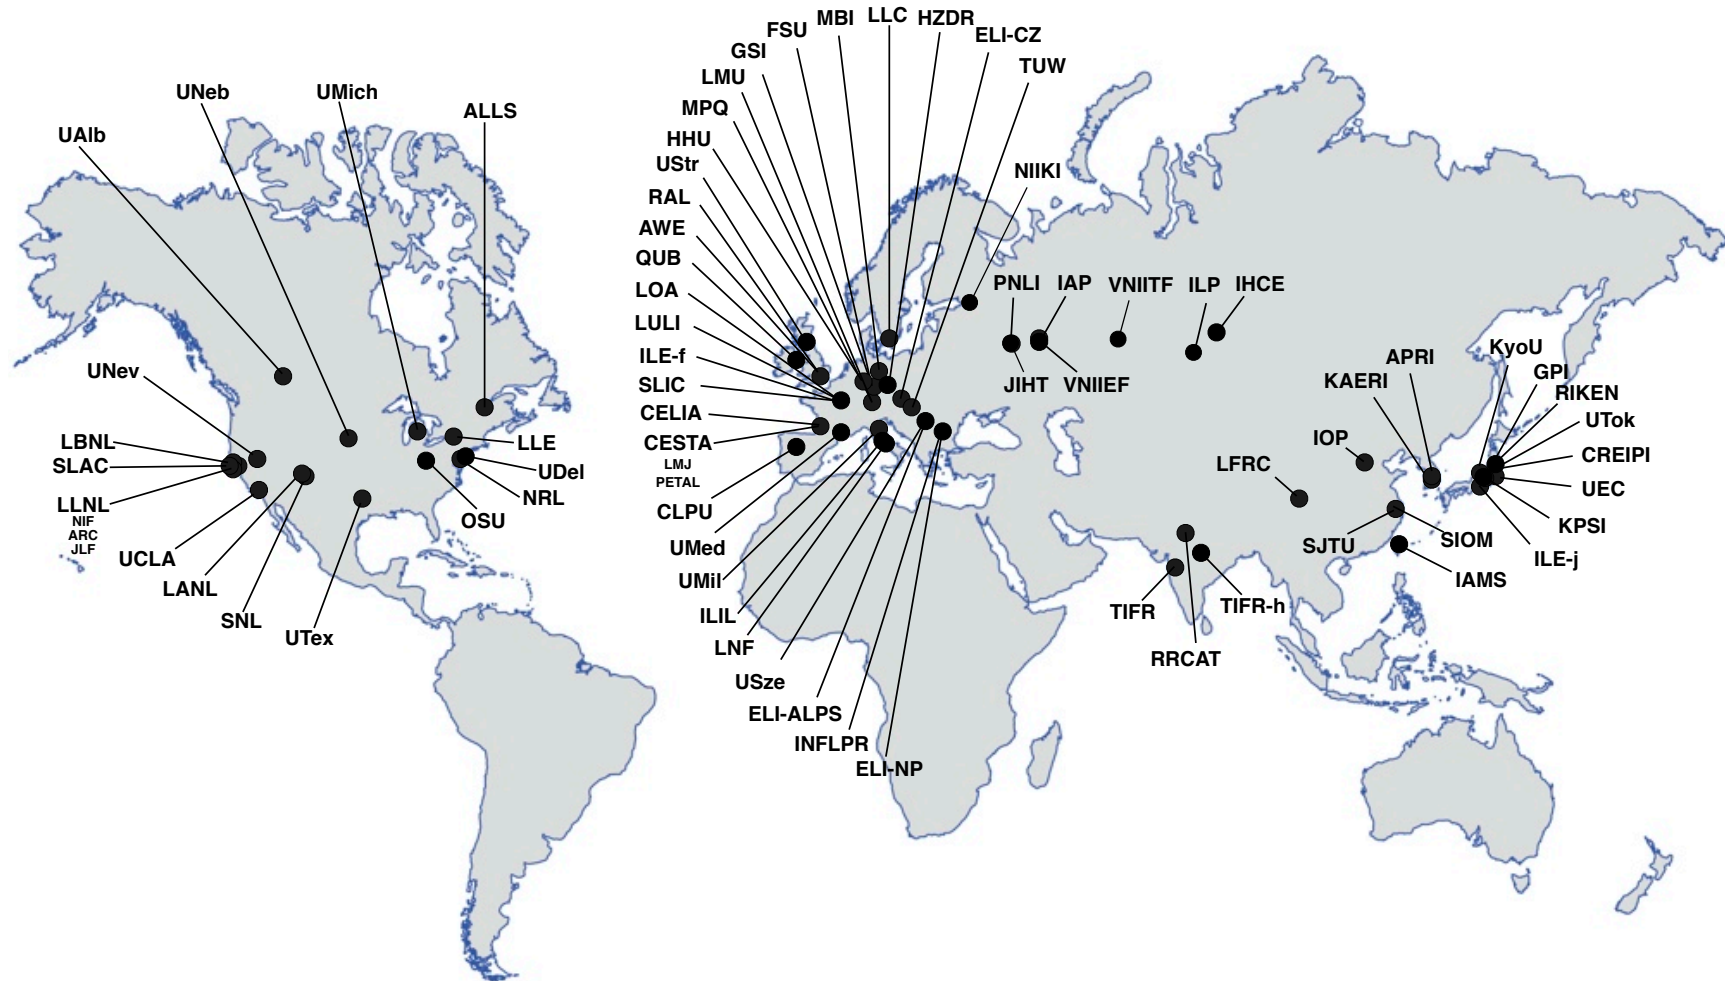 UNeb
UMich
ALLS
UAlb
UNev
LBNL
SLAC
LLNL
NIF
ARC
JLF
UCLA
LANL
SNL
UTex
LLE
UDel
NRL
OSU
FSU
MBI
LLC
HZDR
ELI-CZ
TUW
GSI
LMU
MPQ
HHU
UStr
RAL
AWE
QUB
LOA
LULI
ILE-f
SLIC
CELIA
CESTA
LMJ
PETAL
CLPU
UMed
UMil
ILIL
LNF
USze
ELI-ALPS
INFLPR
ELI-NP
NIIKI
PNLI
IAP
VNIITF
ILP
IHCE
JIHT
VNIIEF
KyoU
APRI
GPI
KAERI
RIKEN
UTok
IOP
CREIPI
LFRC
UEC
KPSI
SJTU
SIOM
ILE-j
IAMS
TIFR
TIFR-h
RRCAT